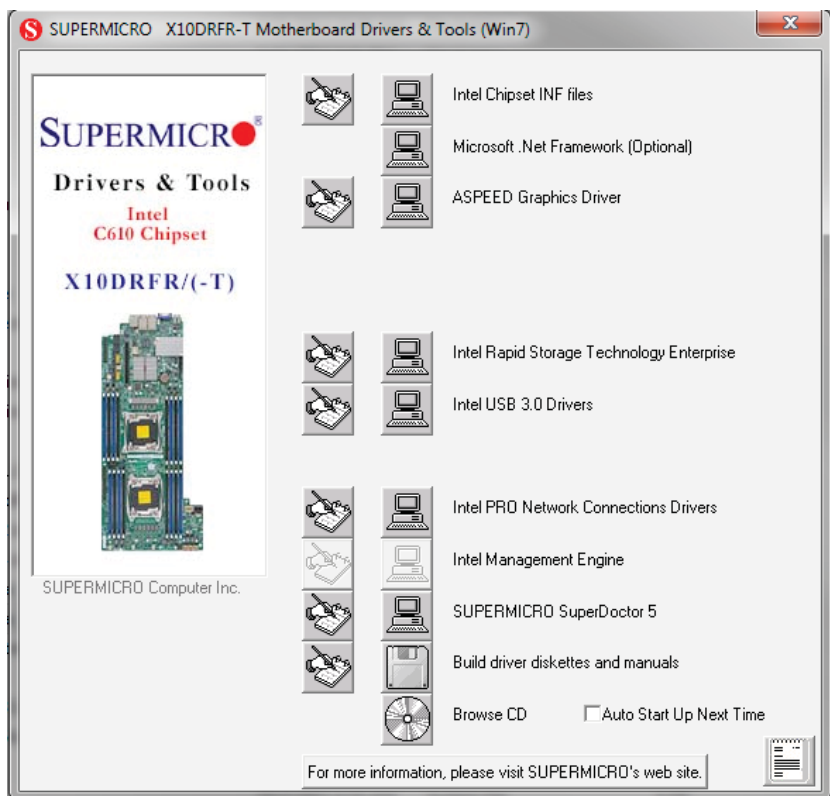 SUPERMICRO X10DRFR-T Motherboard Drivers & Tools (Win7)
SUPERMICRO®
Drivers & Tools
Intel
C610 Chipset
X10DRFR/(-T)
SUPERMICRO Computer Inc.
Intel Chipset INF files
Microsoft .Net Framework (Optional)
ASPEED Graphics Driver
Intel Rapid Storage Technology Enterprise
Intel USB 3.0 Drivers
Intel PRO Network Connections Drivers
Intel Management Engine
SUPERMICRO SuperDoctor 5
Build driver diskettes and manuals
Browse CD Auto Start Up Next Time
For more information, please visit SUPERMICRO's web site.